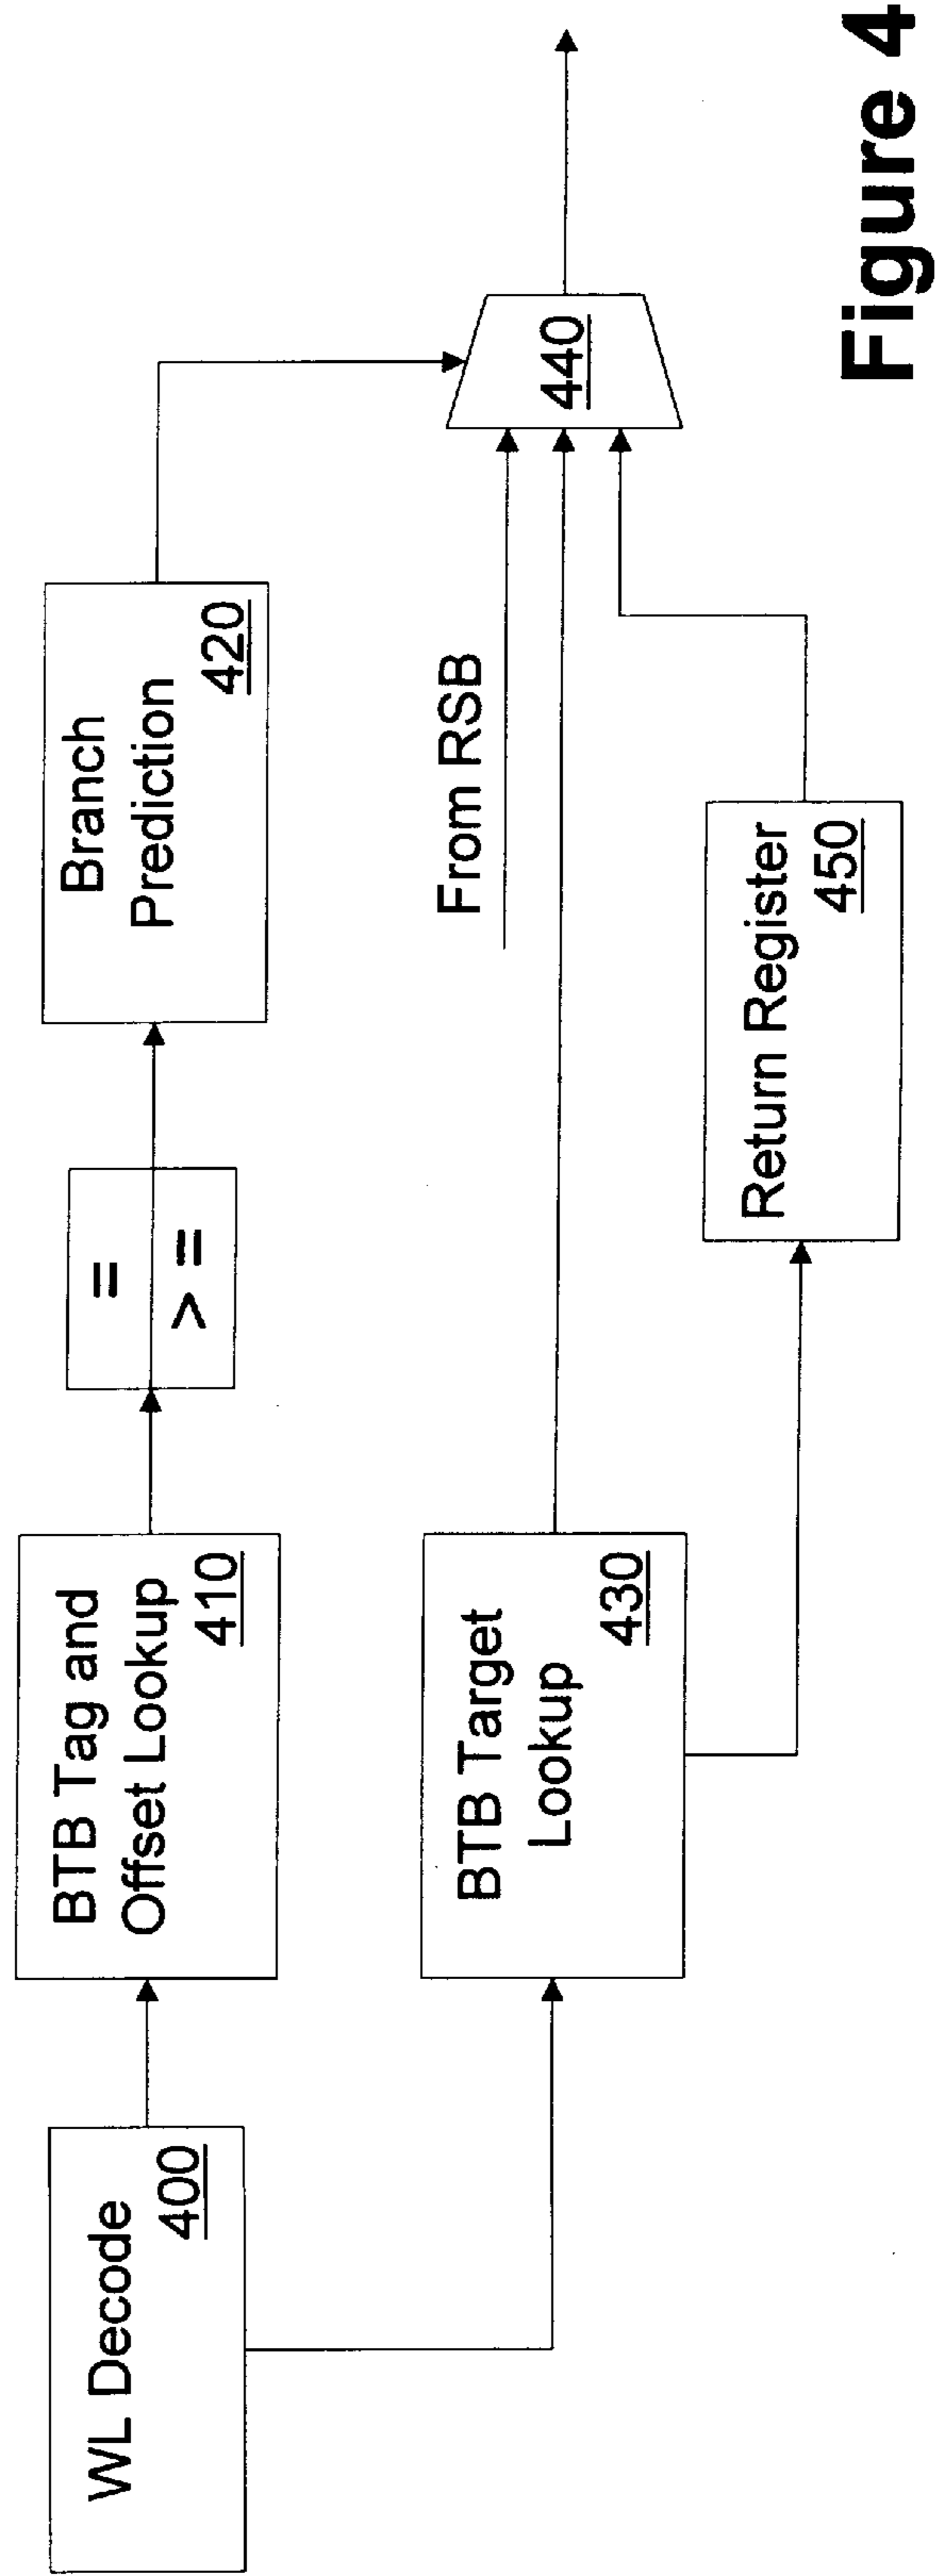 WL Decode
400
BTB Tag and
Offset Lookup
410
=
> =
Branch
Prediction
420
BTB Target
Lookup
430
From RSB
440
Return Register
450
Figure 4